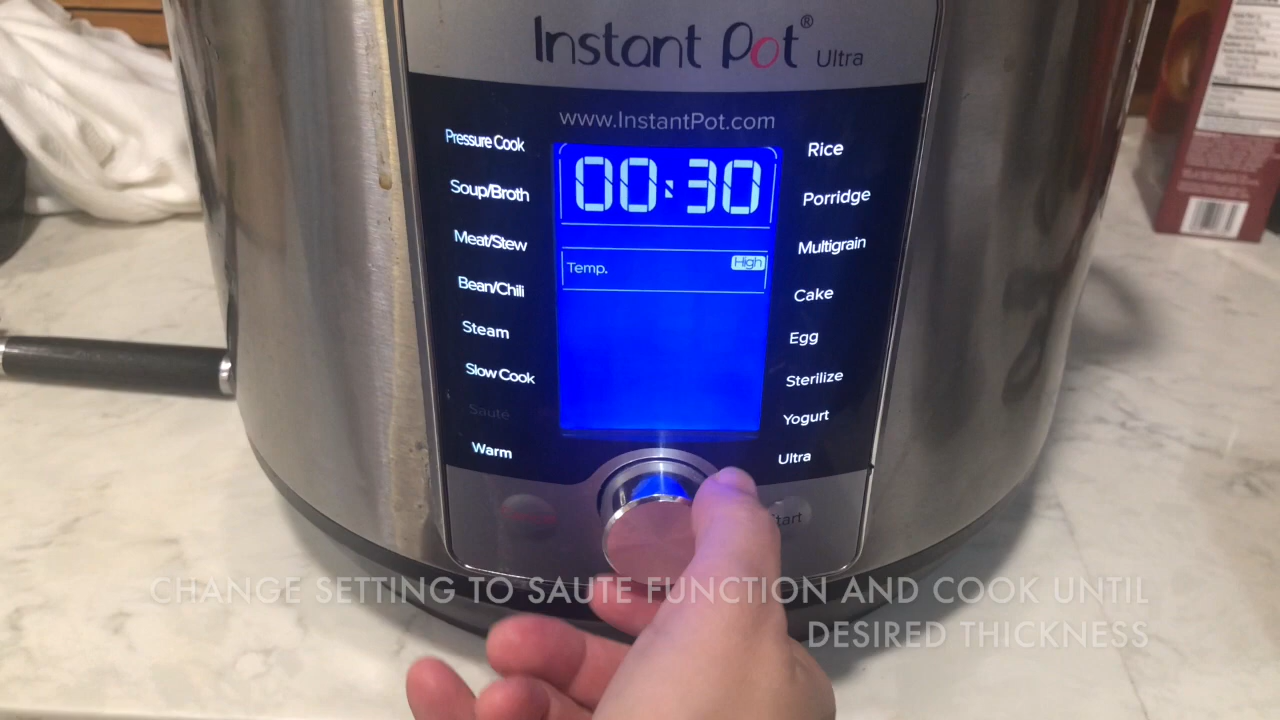 Instant Pot® Ultra
www.InstantPot.com
00:30
Temp. High
Pressure Cook
Soup/Broth
Meat/Stew
Bean/Chili
Steam
Slow Cook
Sauté
Warm
Rice
Porridge
Multigrain
Cake
Egg
Sterilize
Yogurt
Ultra
CHANGE SETTING TO SAUTE FUNCTION AND COOK UNTIL
DESIRED THICKNESS